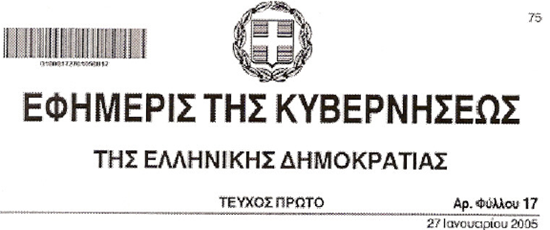 75
ΕΦΗΜΕΡΙΣ ΤΗΣ ΚΥΒΕΡΝΗΣΕΩΣ
ΤΗΣ ΕΛΛΗΝΙΚΗΣ ΔΗΜΟΚΡΑΤΙΑΣ
ΤΕΥΧΟΣ ΠΡΩΤΟ Αρ. Φύλλου 17
27 Ιανουαρίου 2005